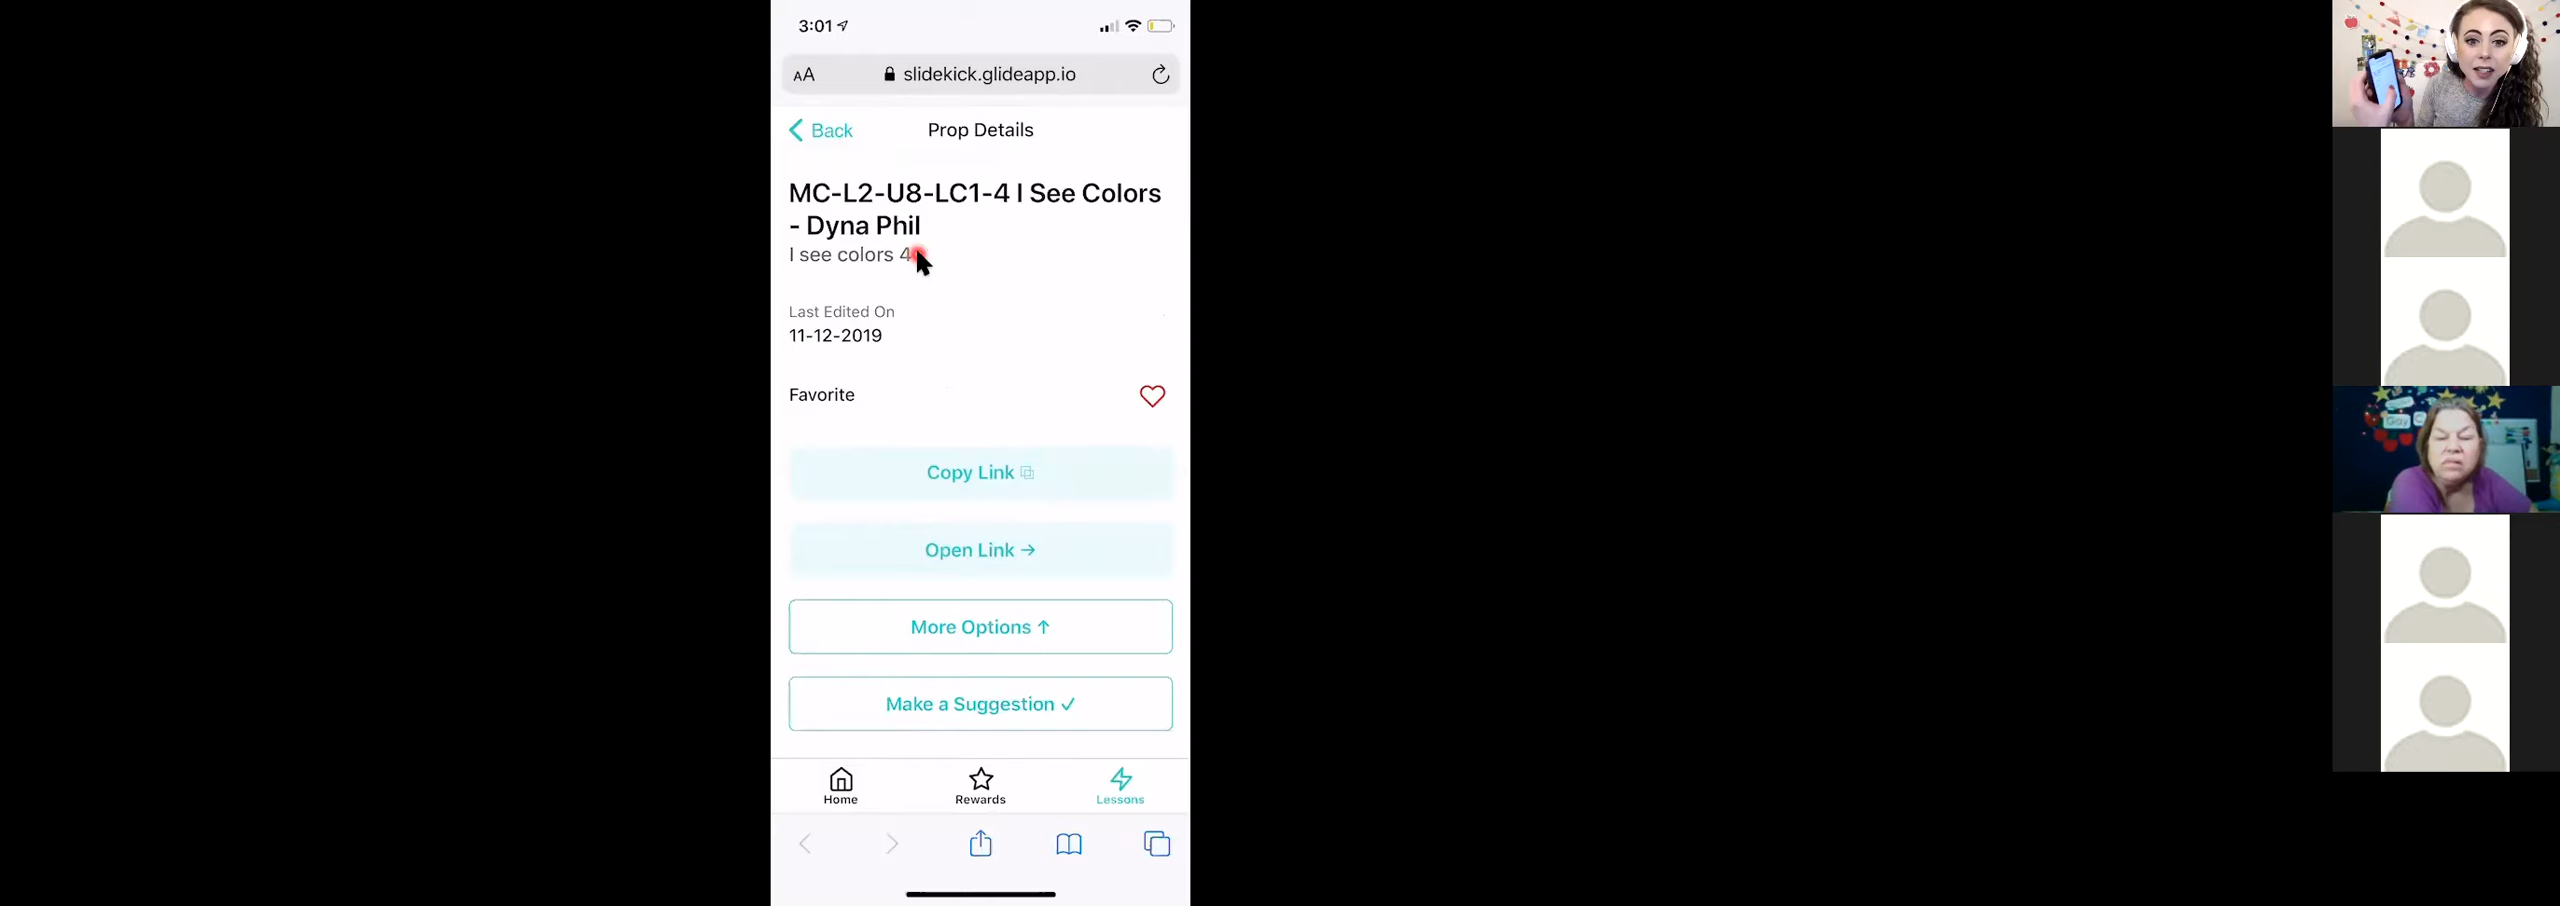 3:01
AA slidekick.glideapp.io
Back Prop Details
MC-L2-U8-LC1-4 I See Colors
- Dyna Phil
I see colors 4
Last Edited On
11-12-2019
Favorite
Copy Link
Open Link →
More Options ↑
Make a Suggestion ✓
Home Rewards Lessons